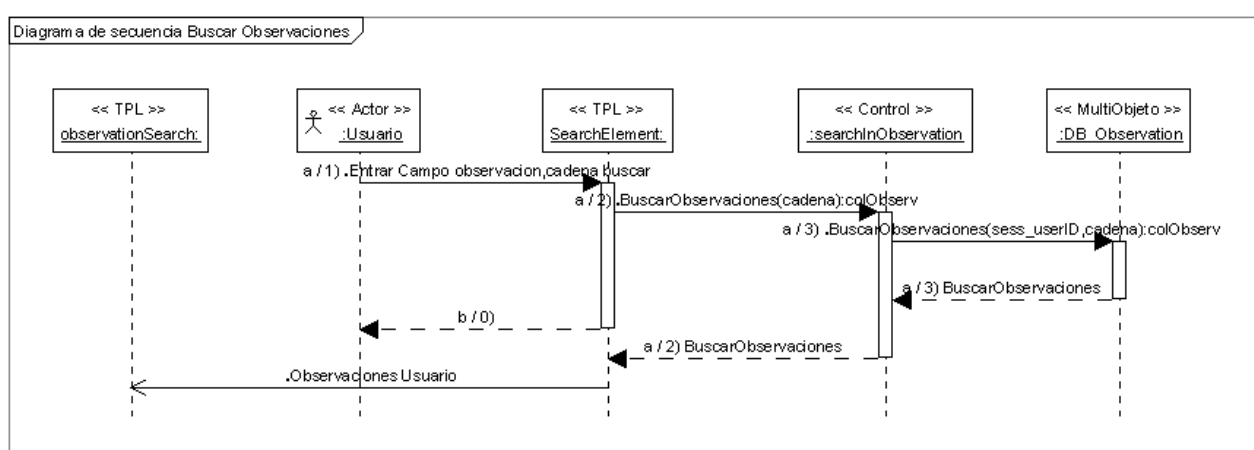 Diagrama de secuencia Buscar Observaciones
<< TPL >>
observationSearch:
<< Actor >>
:Usuario
<< TPL >>
SearchElement:
<< Control >>
:searchInObservation
<< MultiObjeto >>
:DB_Observation
a / 1) .Entrar Campo observacion,cadena buscar
a / 2) .BuscarObservaciones(cadena):colObserv
a / 3) .BuscarObservaciones(sess_userID,cadena):colObserv
a / 3) BuscarObservaciones
b / 0)
a / 2) BuscarObservaciones
.Observaciones Usuario